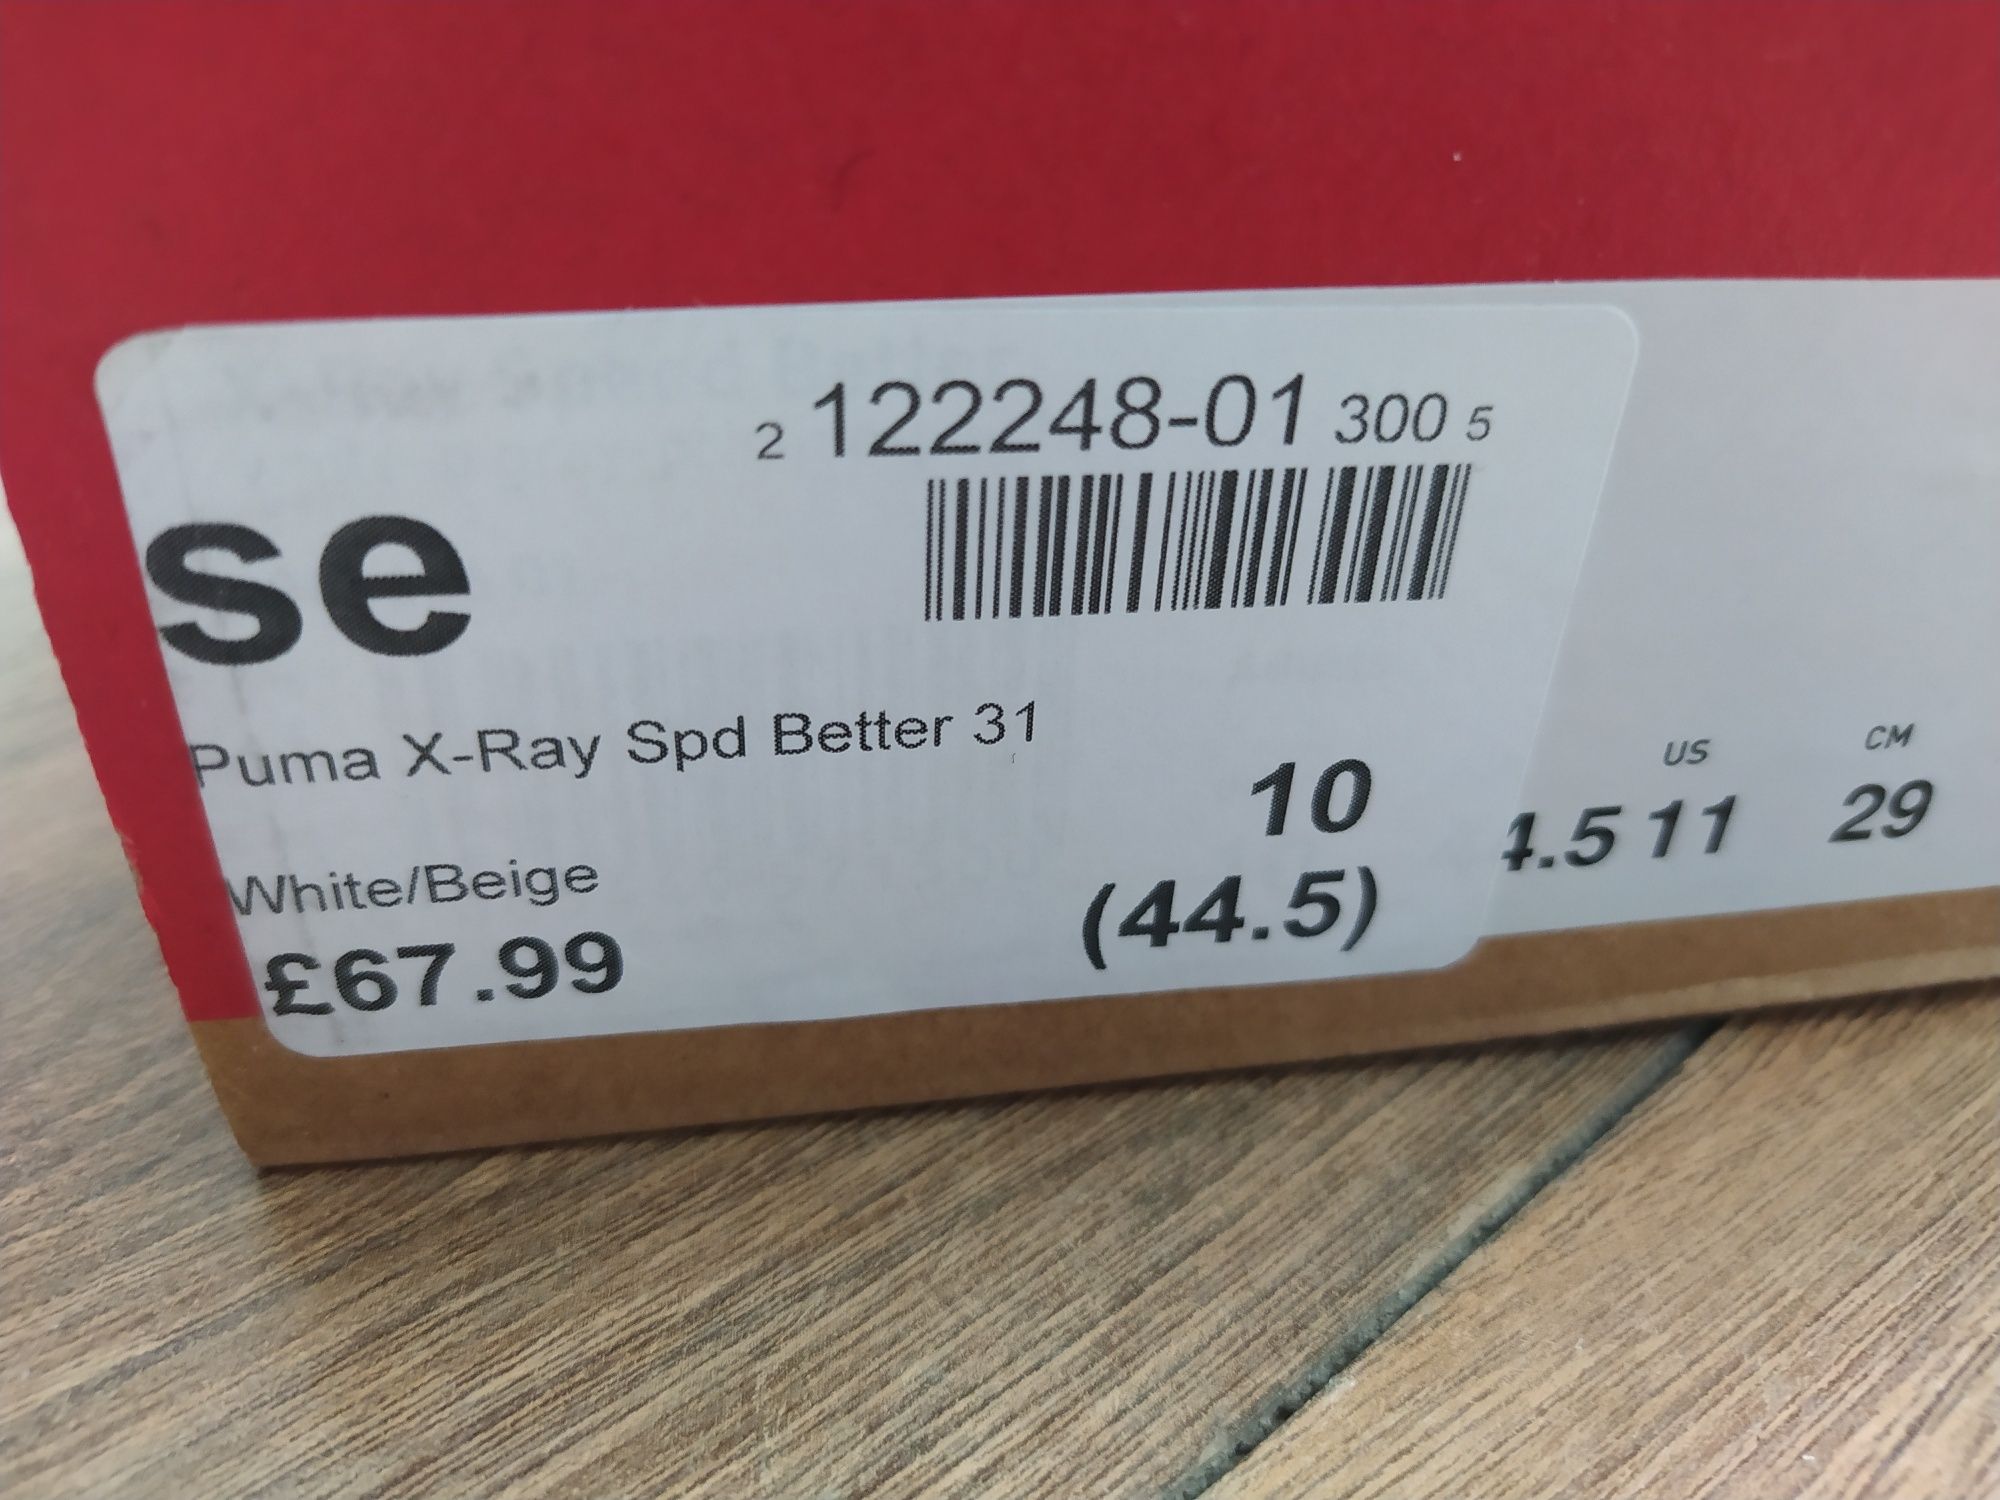 2 122248-01 300 5
se
Puma X-Ray Spd Better 31
US CM
10
4.5 11 29
White/Beige
(44.5)
£67.99